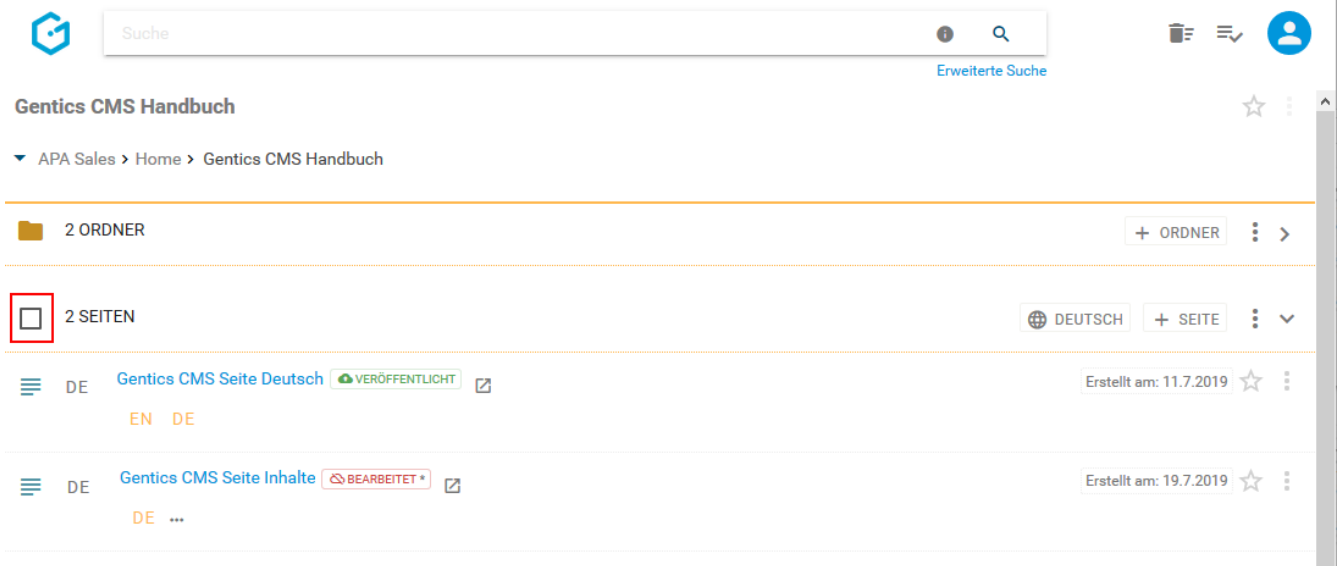 Suche
Erweiterte Suche
Gentics CMS Handbuch
APA Sales > Home > Gentics CMS Handbuch
2 ORDNER + ORDNER
2 SEITEN DEUTSCH + SEITE
DE Gentics CMS Seite Deutsch VERÖFFENTLICHT Erstellt am: 11.7.2019
EN DE
DE Gentics CMS Seite Inhalte BEARBEITET * Erstellt am: 19.7.2019
DE ...